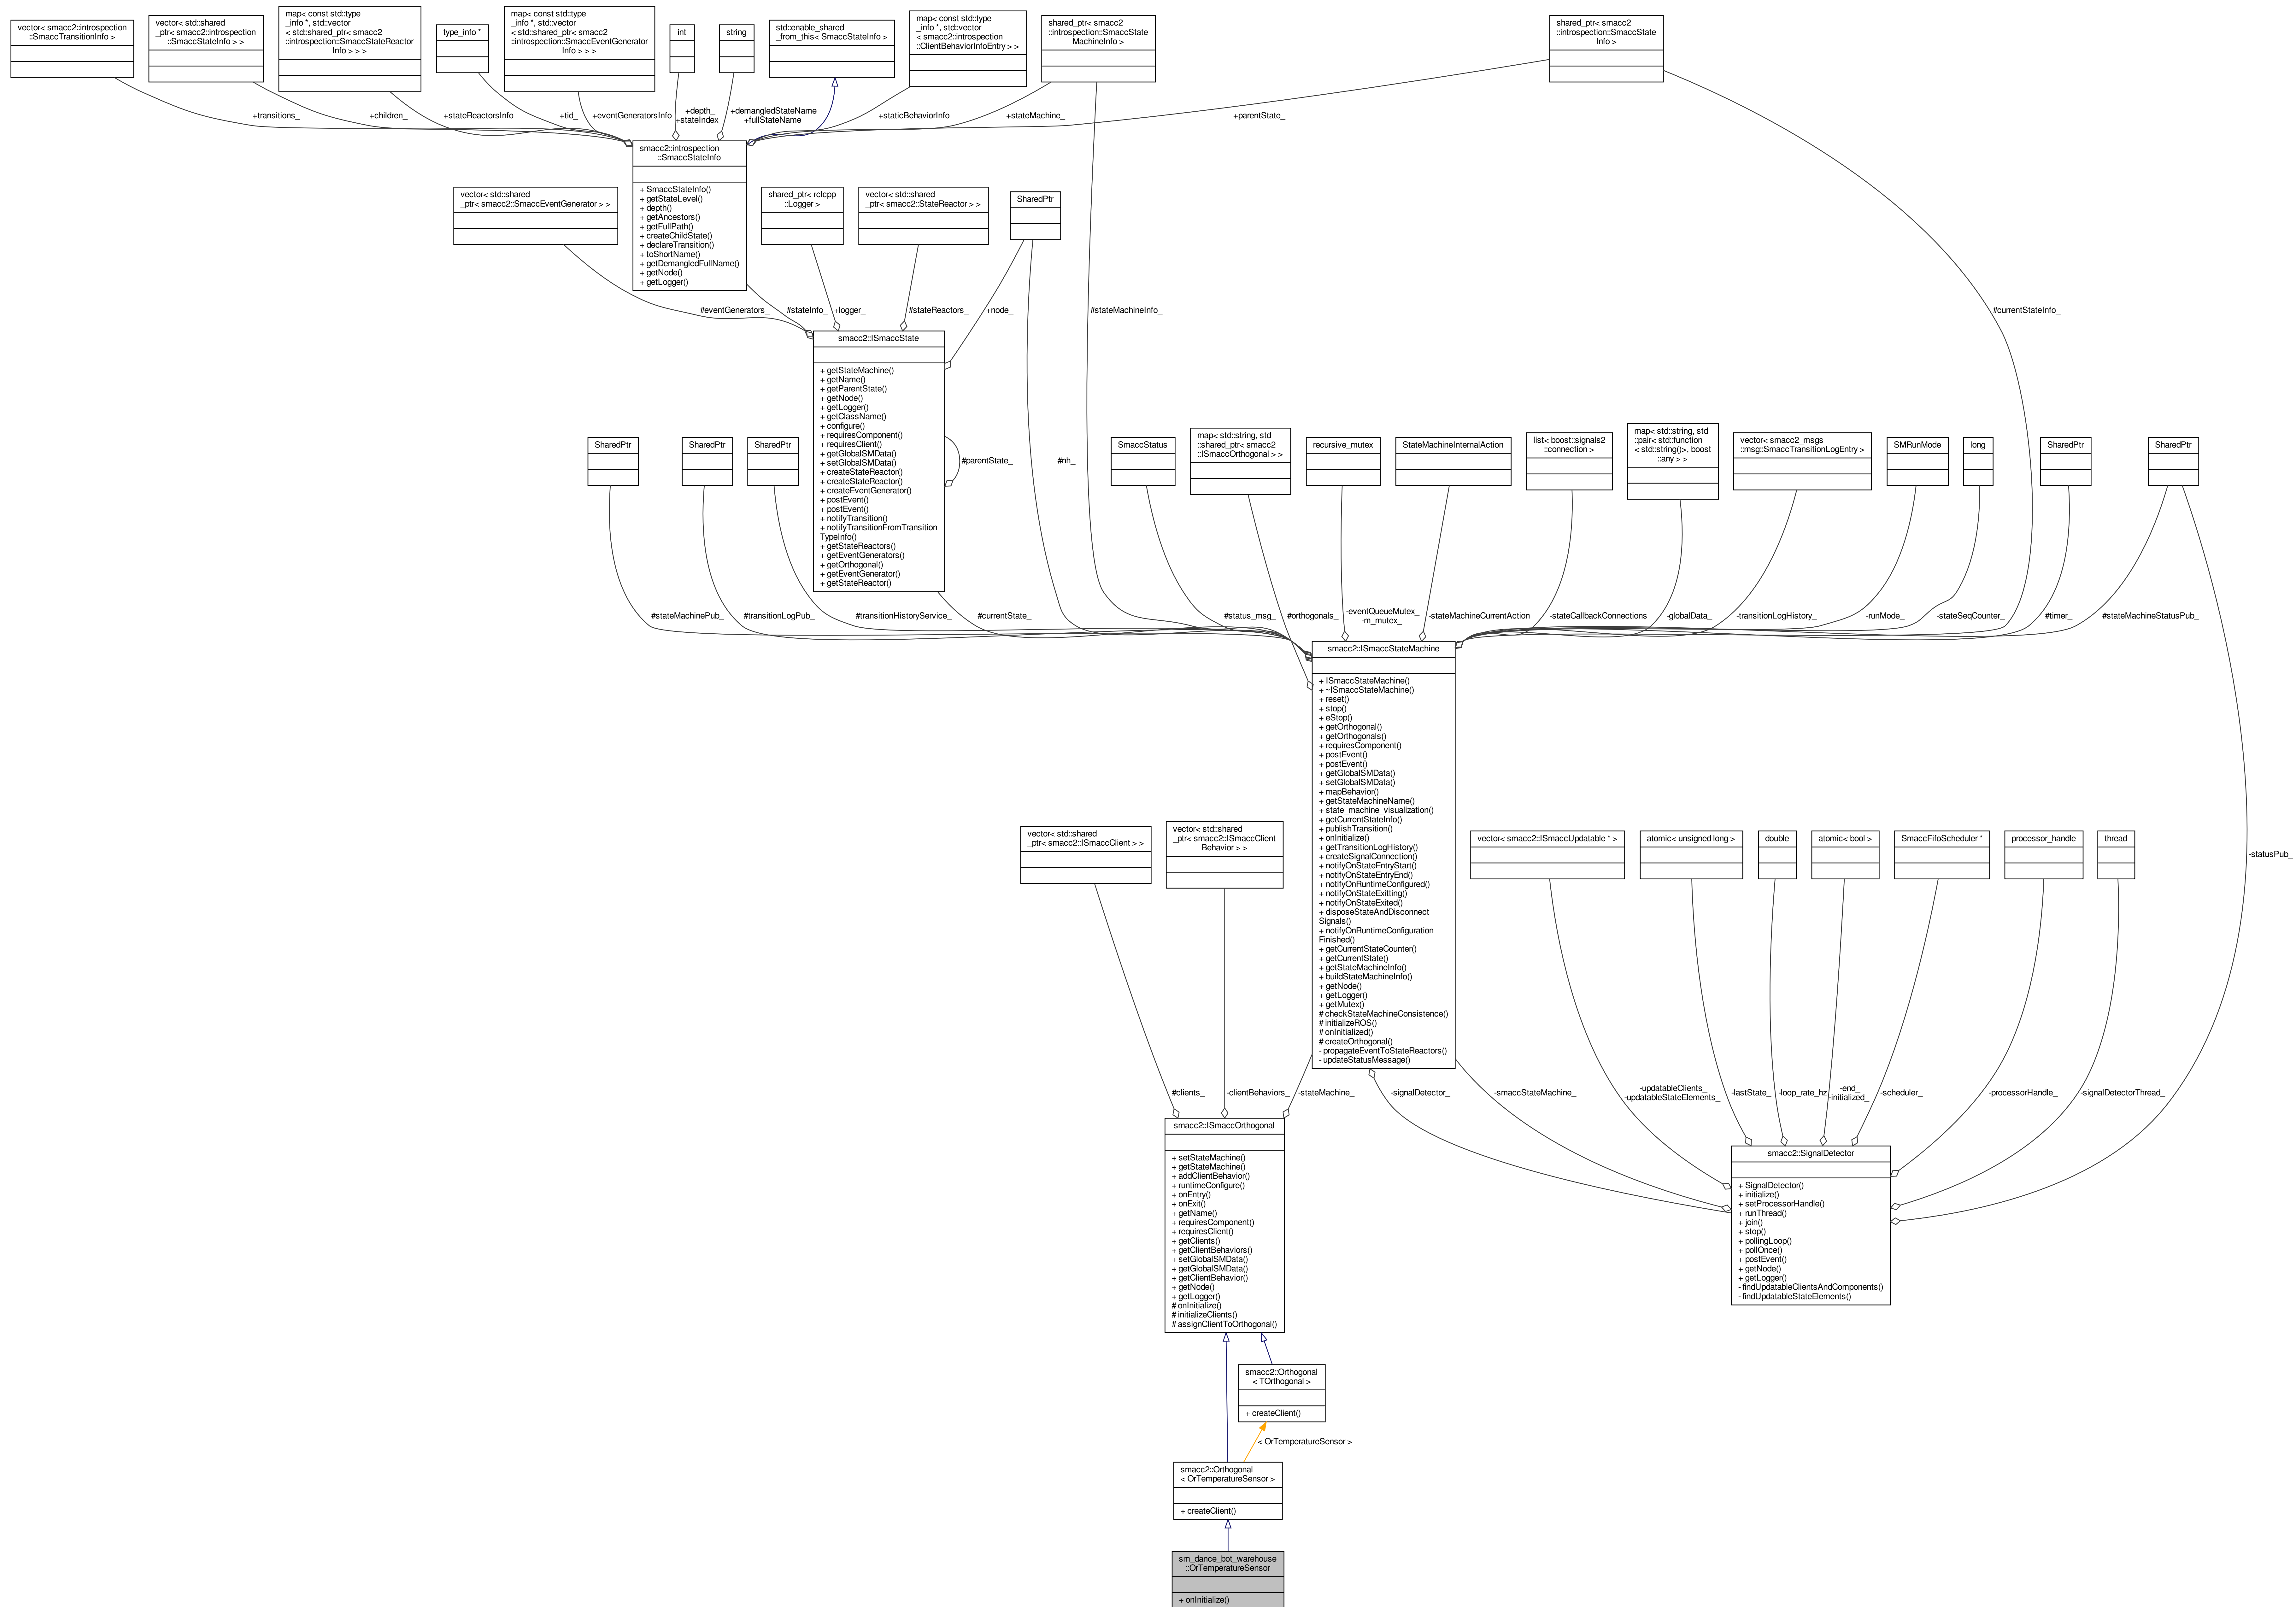 vector< smacc2::introspection
::SmaccTransitionInfo >
vector< std::shared
_ptr< smacc2::introspection
::SmaccStateInfo > >
map< const std::type
_info *, std::vector
< std::shared_ptr< smacc2
::introspection::SmaccStateReactor
Info > > >
type_info *
map< const std::type
_info *, std::vector
< std::shared_ptr< smacc2
::introspection::SmaccEventGenerator
Info > > >
int
string
std::enable_shared
_from_this< SmaccStateInfo >
map< const std::type
_info *, std::vector
< smacc2::introspection
::ClientBehaviorInfoEntry > >
shared_ptr< smacc2
::introspection::SmaccState
MachineInfo >
shared_ptr< smacc2
::introspection::SmaccState
Info >
+transitions_
+children_
+stateReactorsInfo
+tid_
+eventGeneratorsInfo
+depth_
+stateIndex_
+demangledStateName
+fullStateName
+staticBehaviorInfo
+stateMachine_
+parentState_
smacc2::introspection
::SmaccStateInfo
+ SmaccStateInfo()
+ getStateLevel()
+ depth()
+ getAncestors()
+ getFullPath()
+ createChildState()
+ declareTransition()
+ toShortName()
+ getDemangledFullName()
+ getNode()
+ getLogger()
vector< std::shared
_ptr< smacc2::SmaccEventGenerator > >
shared_ptr< rclcpp
::Logger >
vector< std::shared
_ptr< smacc2::StateReactor > >
SharedPtr
#eventGenerators_
#stateInfo_
+logger_
#stateReactors_
+node_
#stateMachineInfo_
#currentStateInfo_
smacc2::ISmaccState
+ getStateMachine()
+ getName()
+ getParentState()
+ getNode()
+ getLogger()
+ getClassName()
+ configure()
+ requiresComponent()
+ requiresClient()
+ getGlobalSMData()
+ setGlobalSMData()
+ createStateReactor()
+ createStateReactor()
+ createEventGenerator()
+ postEvent()
+ postEvent()
+ notifyTransition()
+ notifyTransitionFromTransition
TypeInfo()
+ getStateReactors()
+ getEventGenerators()
+ getOrthogonal()
+ getEventGenerator()
+ getStateReactor()
#parentState_
#nh_
SharedPtr
SharedPtr
SharedPtr
SmaccStatus
map< std::string, std
::shared_ptr< smacc2
::ISmaccOrthogonal > >
recursive_mutex
StateMachineInternalAction
list< boost::signals2
::connection >
map< std::string, std
::pair< std::function
< std::string()>, boost
::any > >
vector< smacc2_msgs
::msg::SmaccTransitionLogEntry >
SMRunMode
long
SharedPtr
SharedPtr
#stateMachinePub_
#transitionLogPub_
#transitionHistoryService_
#currentState_
#status_msg_
#orthogonals_
-eventQueueMutex_
-m_mutex_
-stateMachineCurrentAction
-stateCallbackConnections
-globalData_
-transitionLogHistory_
-runMode_
-stateSeqCounter_
#timer_
#stateMachineStatusPub_
smacc2::ISmaccStateMachine
+ ISmaccStateMachine()
+ ~ISmaccStateMachine()
+ reset()
+ stop()
+ eStop()
+ getOrthogonal()
+ getOrthogonals()
+ requiresComponent()
+ postEvent()
+ postEvent()
+ getGlobalSMData()
+ setGlobalSMData()
+ mapBehavior()
+ getStateMachineName()
+ state_machine_visualization()
+ getCurrentStateInfo()
+ publishTransition()
+ onInitialize()
+ getTransitionLogHistory()
+ createSignalConnection()
+ notifyOnStateEntryStart()
+ notifyOnStateEntryEnd()
+ notifyOnRuntimeConfigured()
+ notifyOnStateExitting()
+ notifyOnStateExited()
+ disposeStateAndDisconnect
Signals()
+ notifyOnRuntimeConfiguration
Finished()
+ getCurrentStateCounter()
+ getCurrentState()
+ getStateMachineInfo()
+ buildStateMachineInfo()
+ getNode()
+ getLogger()
+ getMutex()
# checkStateMachineConsistence()
# initializeROS()
# onInitialized()
# createOrthogonal()
- propagateEventToStateReactors()
- updateStatusMessage()
vector< std::shared
_ptr< smacc2::ISmaccClient > >
vector< std::shared
_ptr< smacc2::ISmaccClient
Behavior > >
vector< smacc2::ISmaccUpdatable * >
atomic< unsigned long >
double
atomic< bool >
SmaccFifoScheduler *
processor_handle
thread
-statusPub_
#clients_
-clientBehaviors_
-stateMachine_
-signalDetector_
-smaccStateMachine_
-updatableClients_
-updatableStateElements_
-lastState_
-loop_rate_hz
-end_
-initialized_
-scheduler_
-processorHandle_
-signalDetectorThread_
smacc2::ISmaccOrthogonal
+ setStateMachine()
+ getStateMachine()
+ addClientBehavior()
+ runtimeConfigure()
+ onEntry()
+ onExit()
+ getName()
+ requiresComponent()
+ requiresClient()
+ getClients()
+ getClientBehaviors()
+ setGlobalSMData()
+ getGlobalSMData()
+ getClientBehavior()
+ getNode()
+ getLogger()
# onInitialize()
# initializeClients()
# assignClientToOrthogonal()
smacc2::SignalDetector
+ SignalDetector()
+ initialize()
+ setProcessorHandle()
+ runThread()
+ join()
+ stop()
+ pollingLoop()
+ pollOnce()
+ postEvent()
+ getNode()
+ getLogger()
- findUpdatableClientsAndComponents()
- findUpdatableStateElements()
smacc2::Orthogonal
< TOrthogonal >
+ createClient()
< OrTemperatureSensor >
smacc2::Orthogonal
< OrTemperatureSensor >
+ createClient()
sm_dance_bot_warehouse
::OrTemperatureSensor
+ onInitialize()